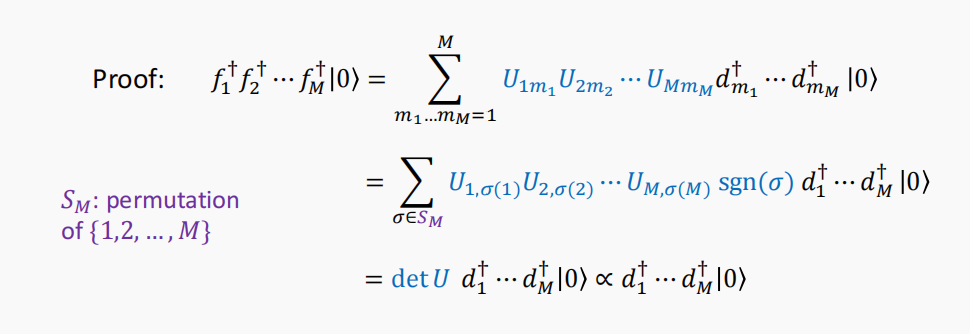 Proof: f₁†f₂† ⋯ f_M†|0⟩ = ∑_{m₁…m_M=1}^{M} U_{1m₁}U_{2m₂} ⋯ U_{Mm_M}d_{m₁}† ⋯ d_{m_M}† |0⟩
= ∑_{σ∈S_M} U_{1,σ(1)}U_{2,σ(2)} ⋯ U_{M,σ(M)} sgn(σ) d₁† ⋯ d_M† |0⟩
S_M: permutation
of {1,2, … , M}
= det U d₁† ⋯ d_M†|0⟩ ∝ d₁† ⋯ d_M†|0⟩